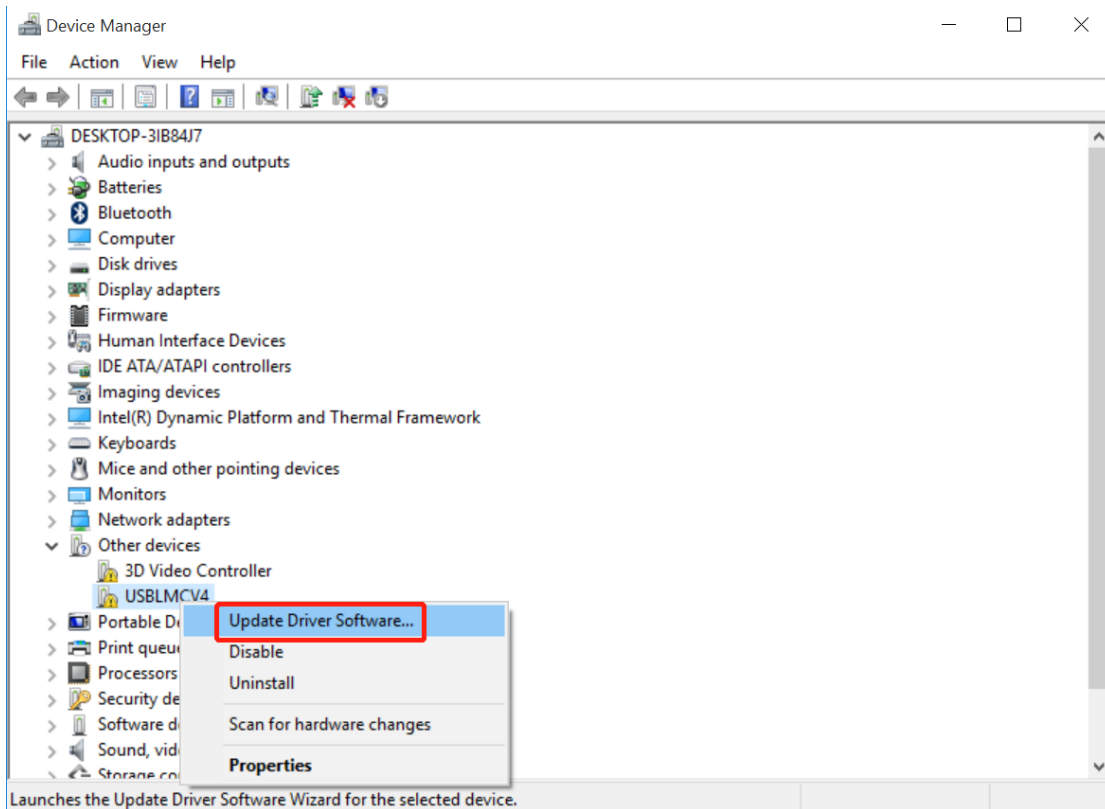 Device Manager
File Action View Help
DESKTOP-3IB84J7
Audio inputs and outputs
Batteries
Bluetooth
Computer
Disk drives
Display adapters
Firmware
Human Interface Devices
IDE ATA/ATAPI controllers
Imaging devices
Intel(R) Dynamic Platform and Thermal Framework
Keyboards
Mice and other pointing devices
Monitors
Network adapters
Other devices
3D Video Controller
USBLMCV4
Portable De
Print queu
Processors
Security de
Software d
Sound, vid
Storage co
Update Driver Software...
Disable
Uninstall
Scan for hardware changes
Properties
Launches the Update Driver Software Wizard for the selected device.